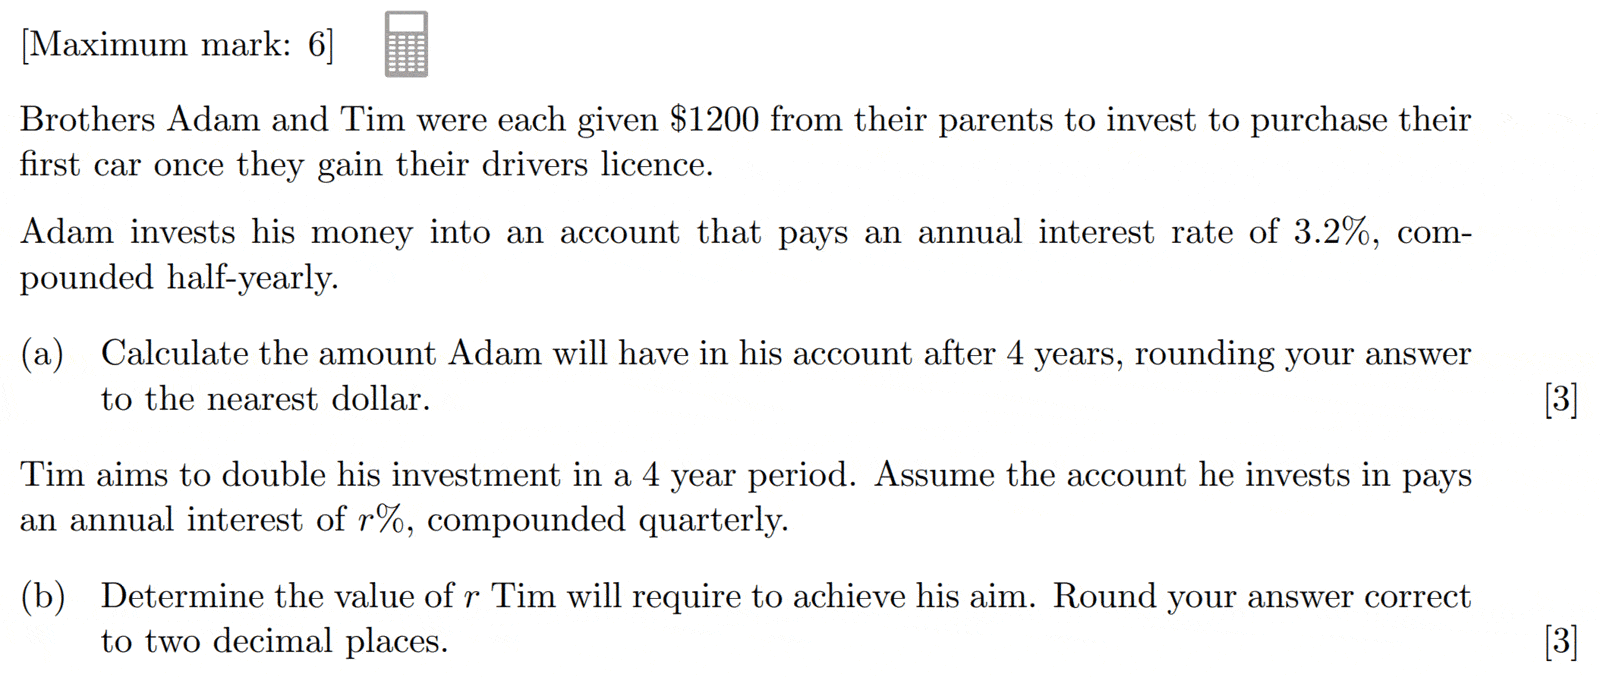 [Maximum mark: 6]
Brothers Adam and Tim were each given $1200 from their parents to invest to purchase their
first car once they gain their drivers licence.
Adam invests his money into an account that pays an annual interest rate of 3.2%, com-
pounded half-yearly.
(a) Calculate the amount Adam will have in his account after 4 years, rounding your answer
to the nearest dollar. [3]
Tim aims to double his investment in a 4 year period. Assume the account he invests in pays
an annual interest of r%, compounded quarterly.
(b) Determine the value of r Tim will require to achieve his aim. Round your answer correct
to two decimal places. [3]